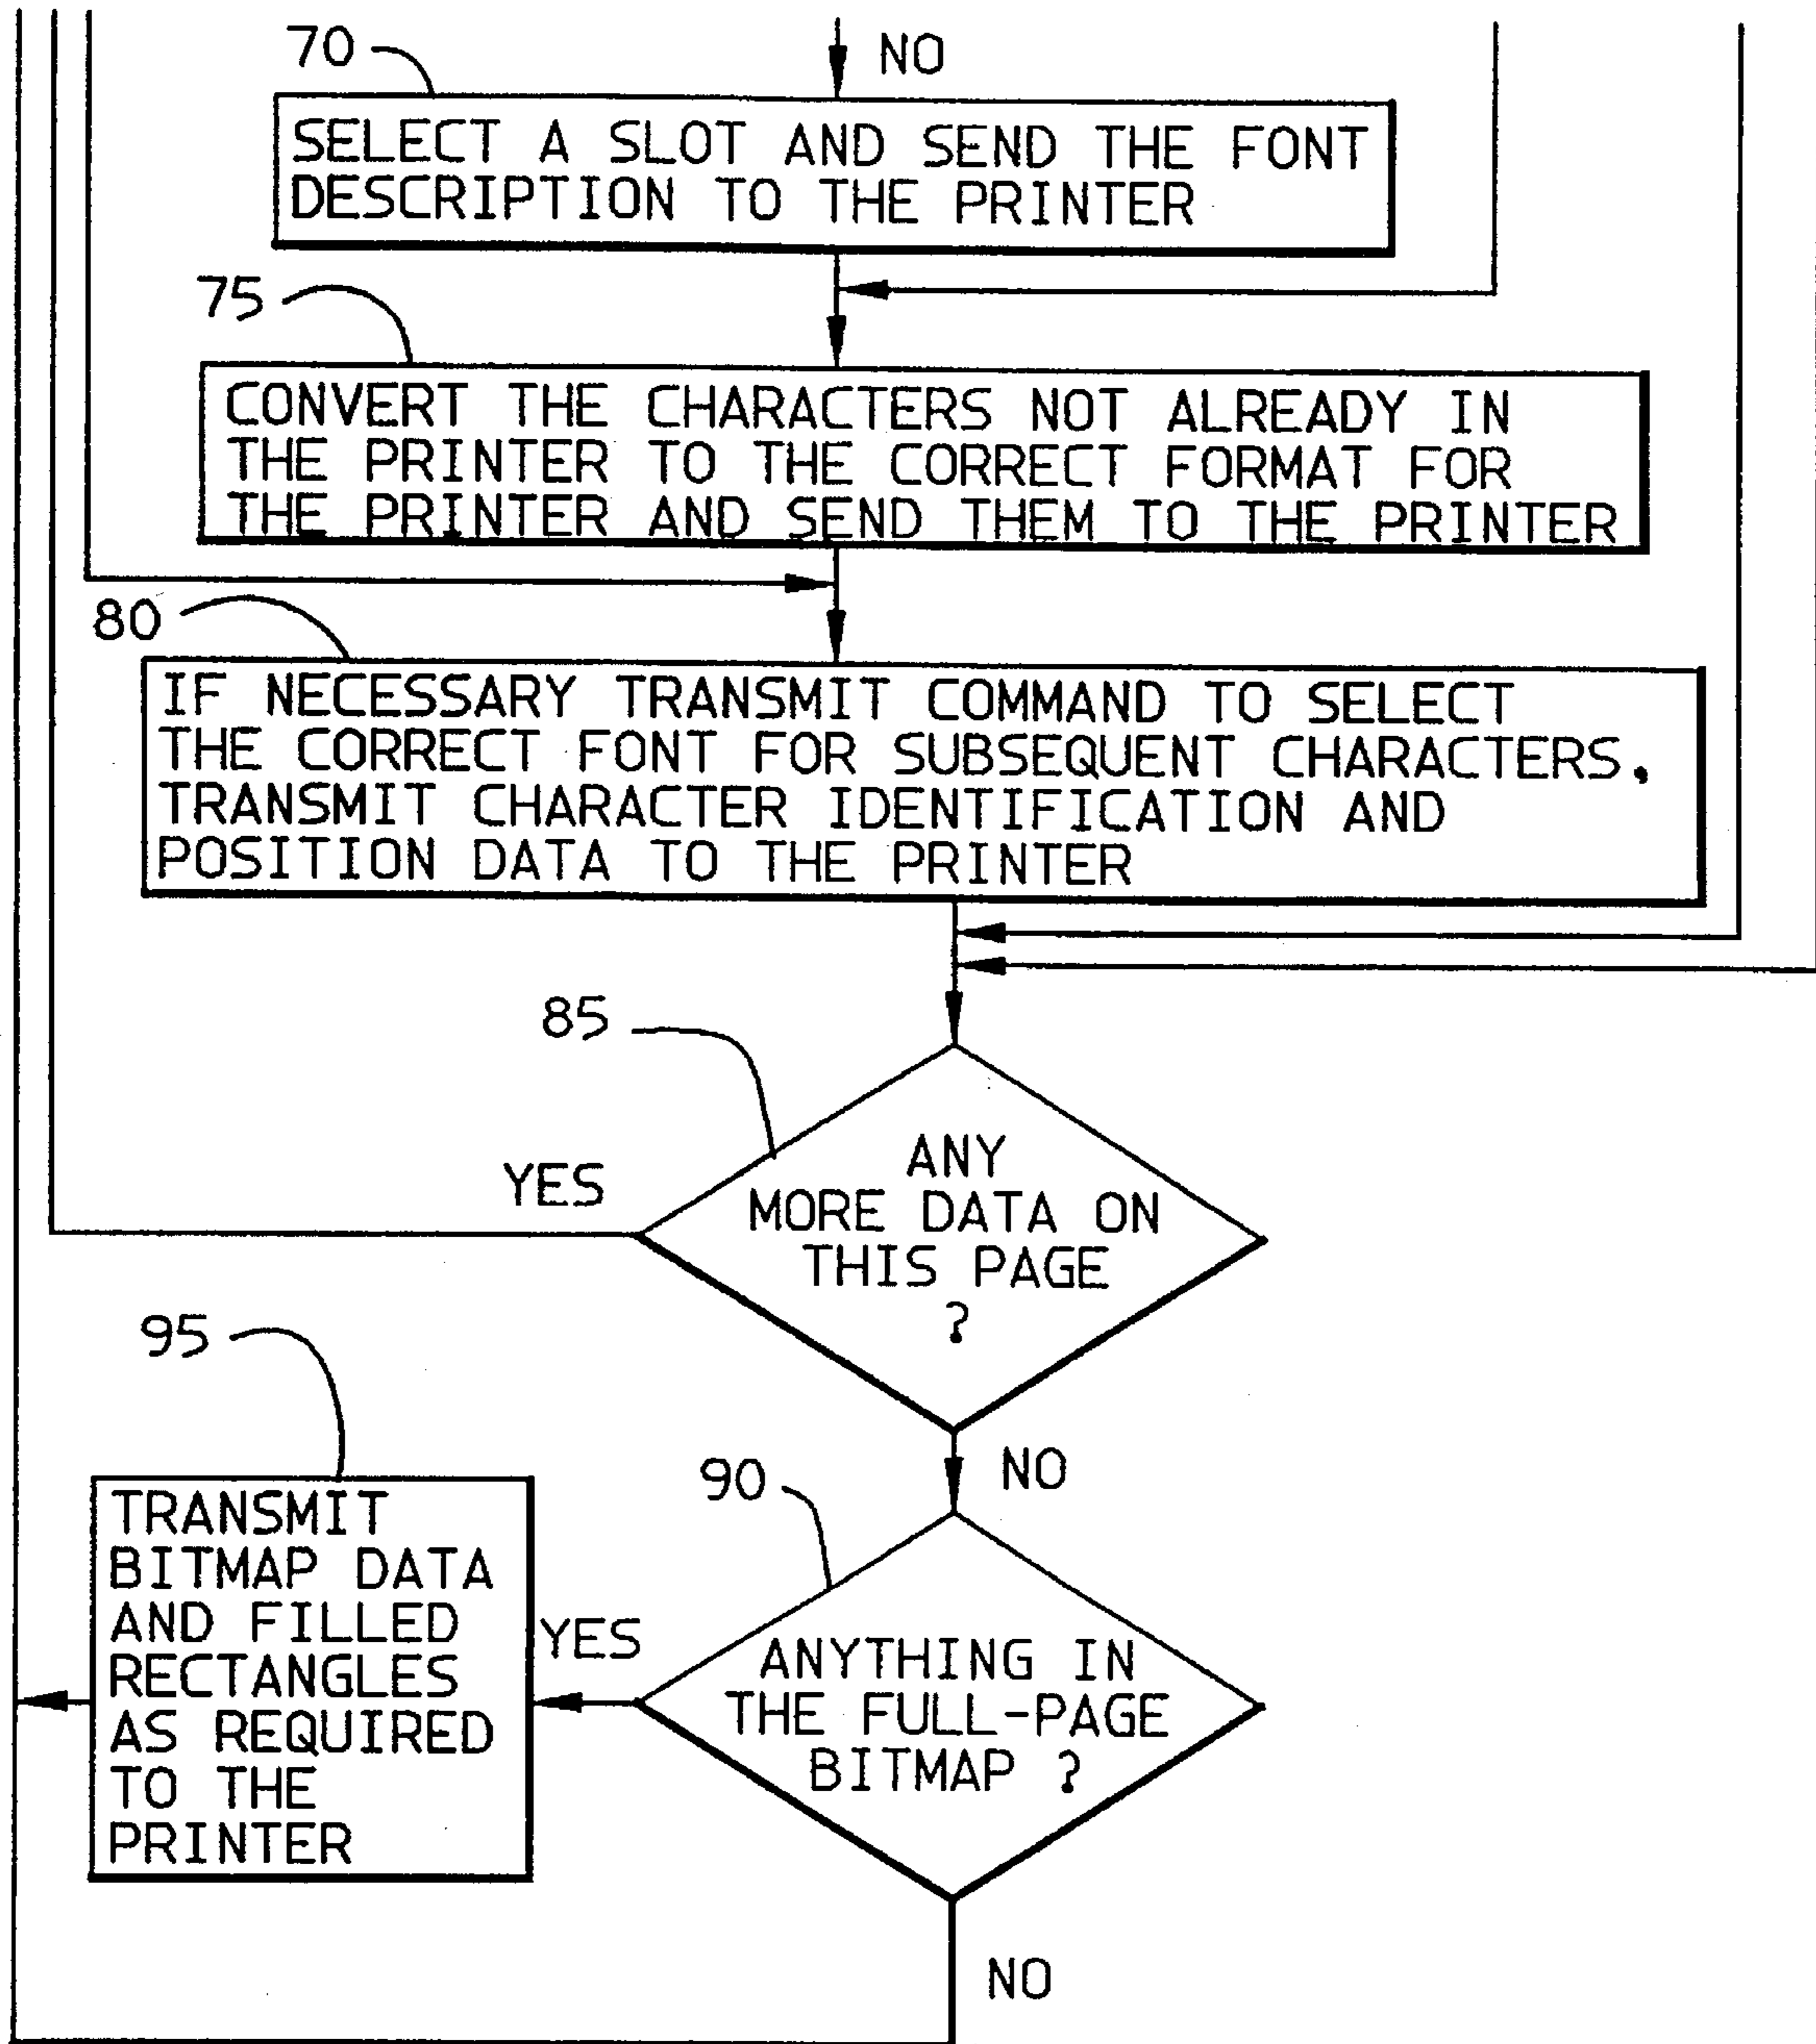 70
NO
SELECT A SLOT AND SEND THE FONT
DESCRIPTION TO THE PRINTER
75
CONVERT THE CHARACTERS NOT ALREADY IN
THE PRINTER TO THE CORRECT FORMAT FOR
THE PRINTER AND SEND THEM TO THE PRINTER
80
IF NECESSARY TRANSMIT COMMAND TO SELECT
THE CORRECT FONT FOR SUBSEQUENT CHARACTERS.
TRANSMIT CHARACTER IDENTIFICATION AND
POSITION DATA TO THE PRINTER
85
YES
ANY
MORE DATA ON
THIS PAGE
?
NO
90
ANYTHING IN
THE FULL-PAGE
BITMAP ?
YES
95
TRANSMIT
BITMAP DATA
AND FILLED
RECTANGLES
AS REQUIRED
TO THE
PRINTER
NO